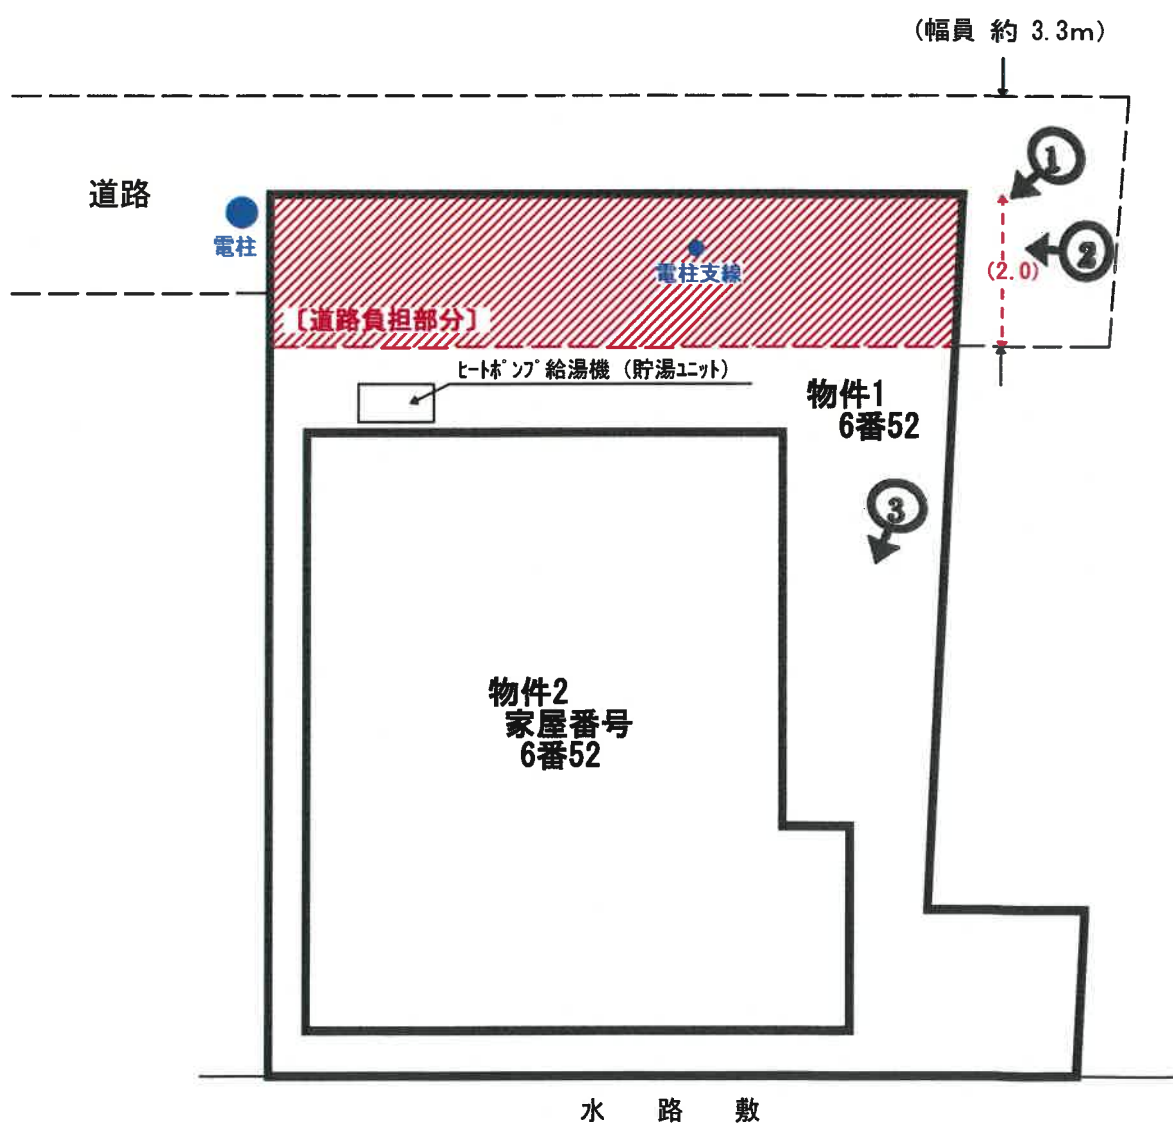 (幅員 約 3.3m)
道路
①
電柱
②
電柱支線
(2.0)
〔道路負担部分〕
ﾋｰﾄﾎﾟﾝﾌﾟ給湯機 (貯湯ﾕﾆｯﾄ)
物件1
6番52
③
物件2
家屋番号
6番52
水 路 敷